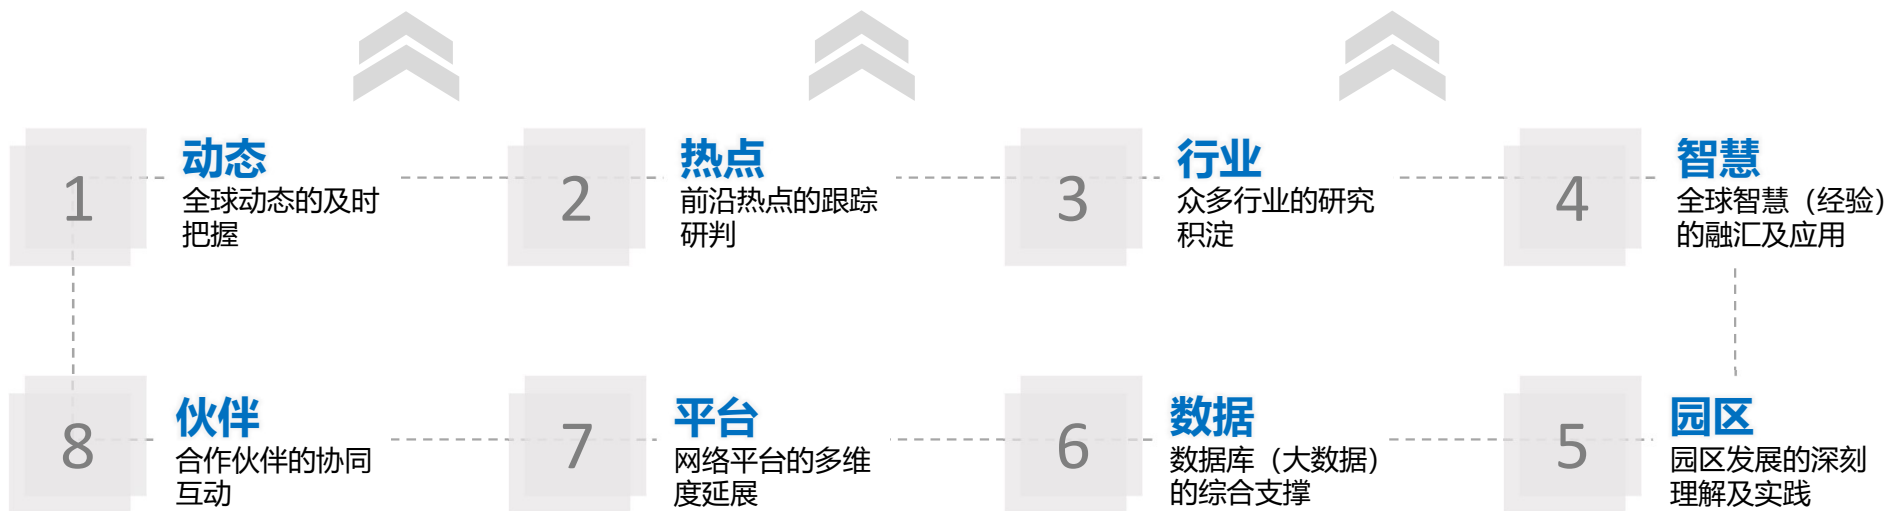 1
动态
全球动态的及时
把握
2
热点
前沿热点的跟踪
研判
3
行业
众多行业的研究
积淀
4
智慧
全球智慧（经验）
的融汇及应用
8
伙伴
合作伙伴的协同
互动
7
平台
网络平台的多维
度延展
6
数据
数据库（大数据）
的综合支撑
5
园区
园区发展的深刻
理解及实践